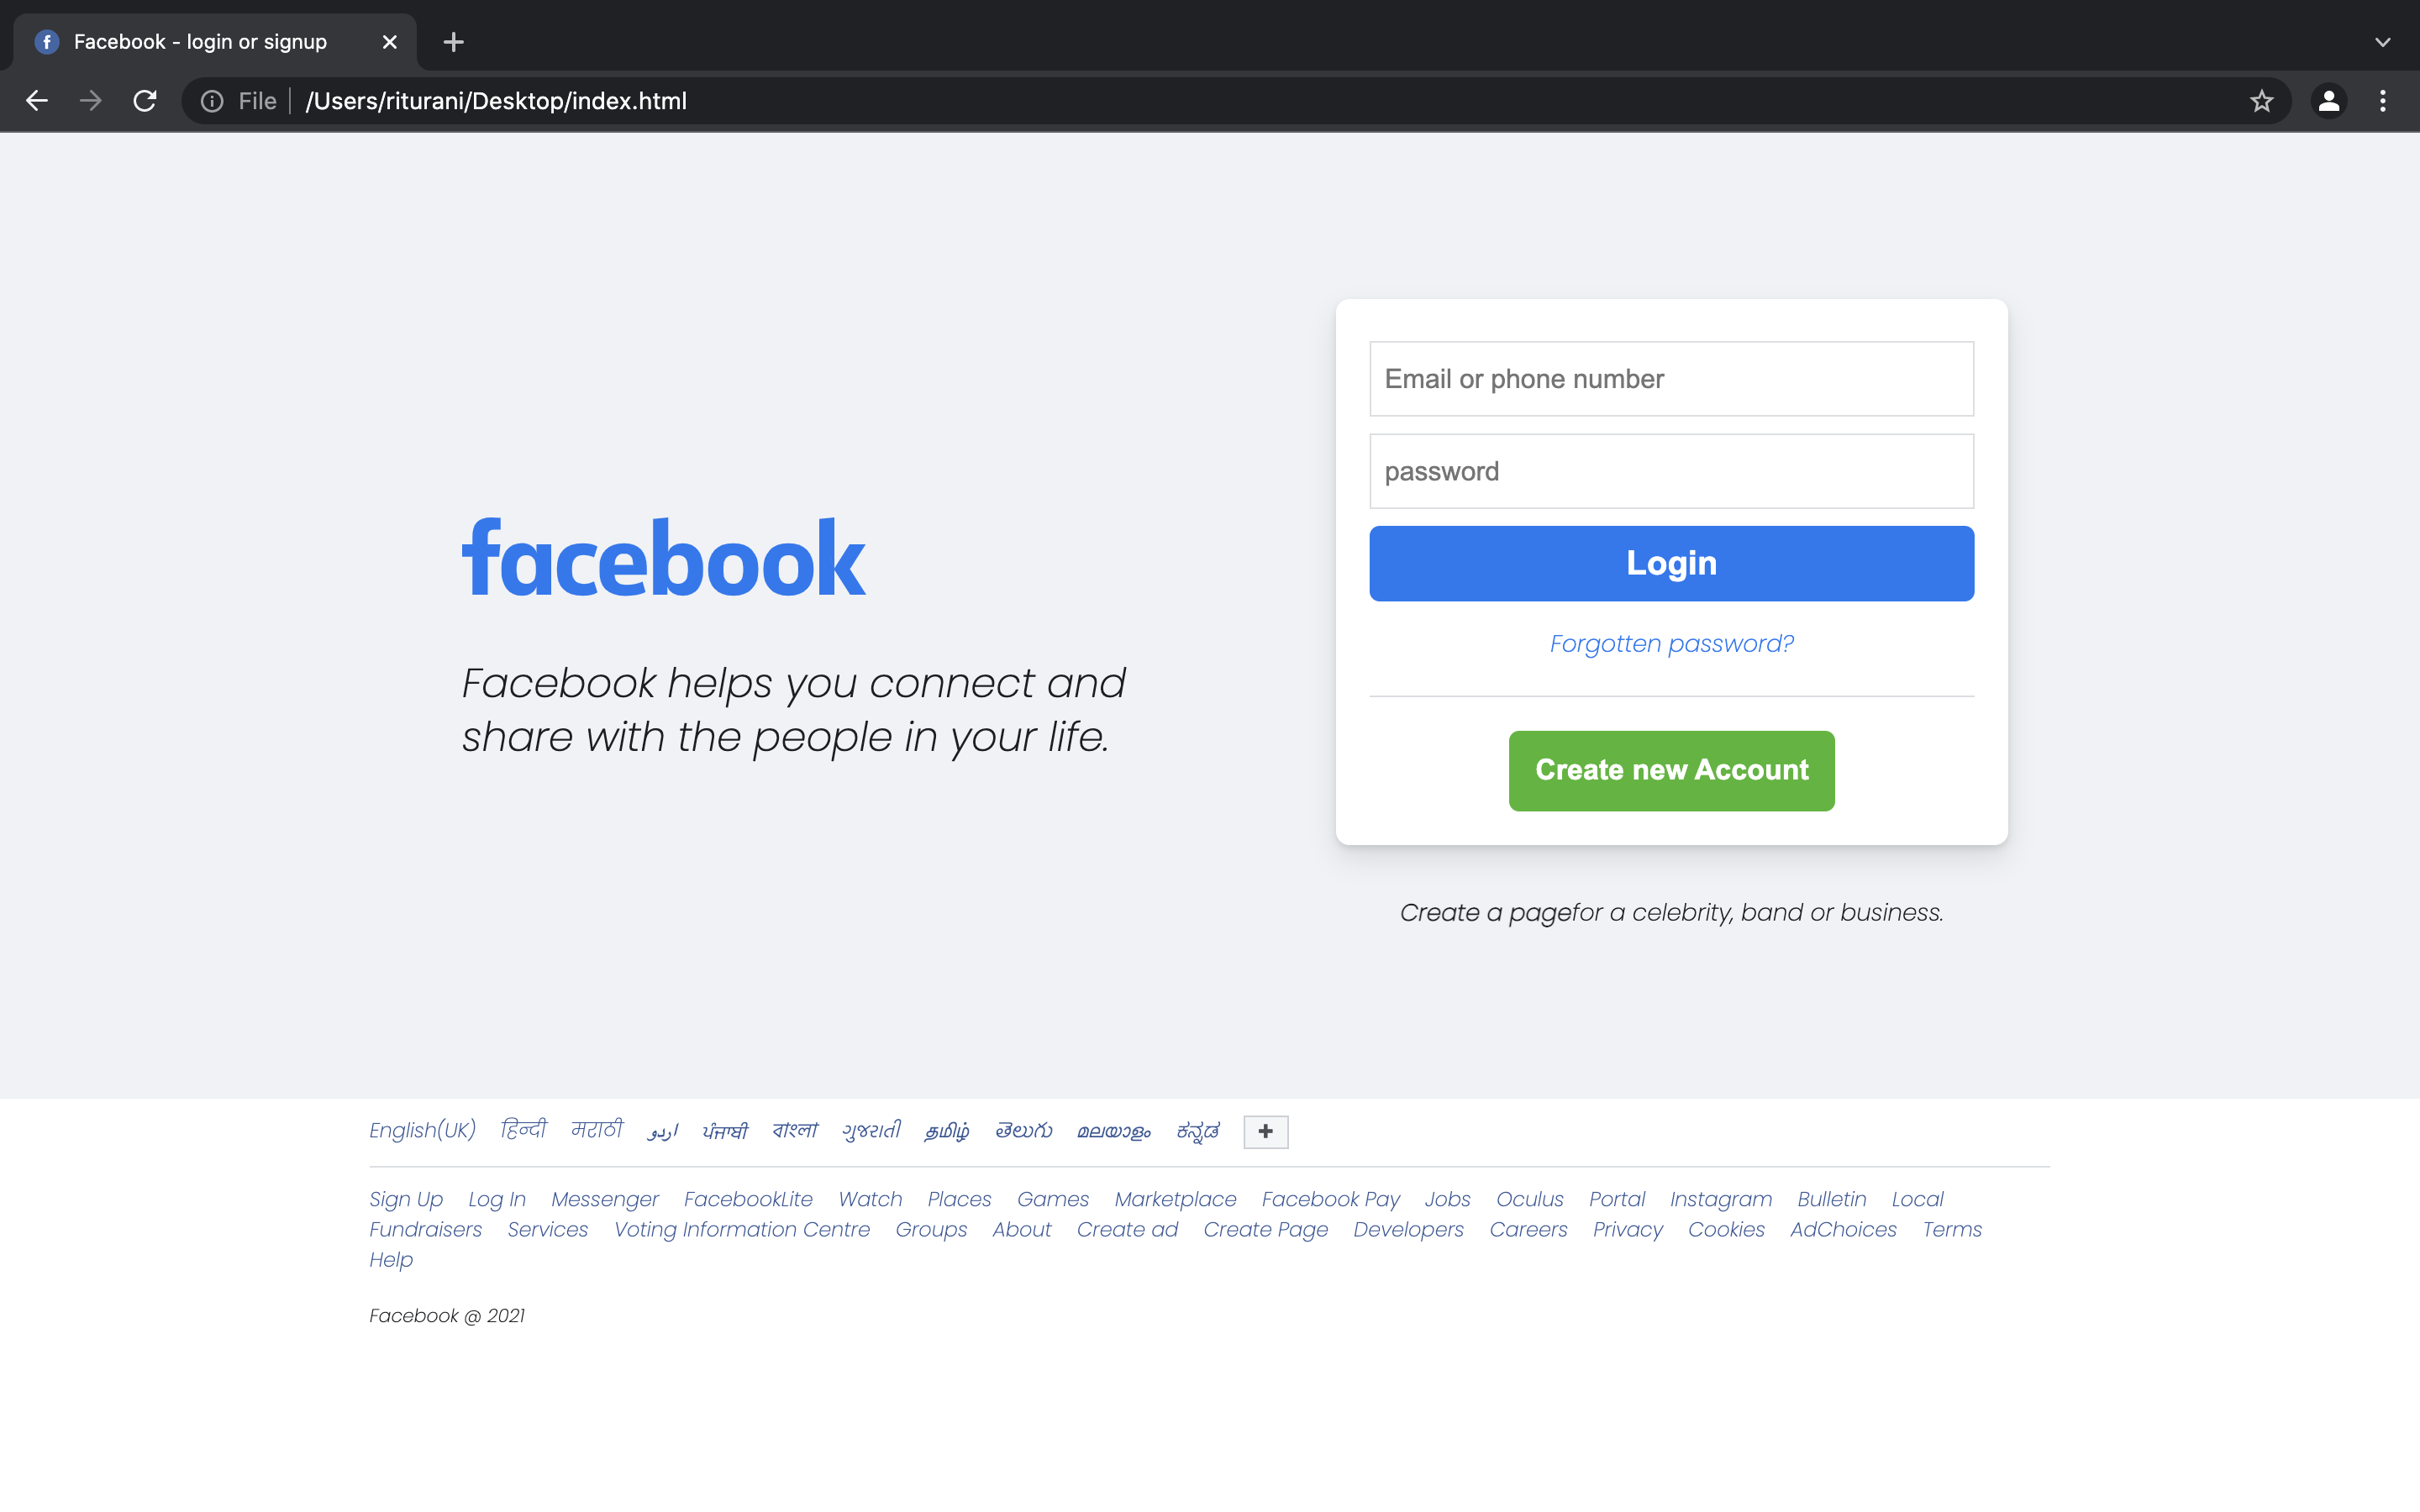 Facebook - login or signup
File /Users/riturani/Desktop/index.html
facebook
Facebook helps you connect and
share with the people in your life.
Email or phone number
password
Login
Forgotten password?
Create new Account
Create a pagefor a celebrity, band or business.
English(UK) हिन्दी मराठी اردو ਪੰਜਾਬੀ বাংলা ગુજરાતી தமிழ் తెలుగు മലയാളം ಕನ್ನಡ +
Sign Up Log In Messenger FacebookLite Watch Places Games Marketplace Facebook Pay Jobs Oculus Portal Instagram Bulletin Local
Fundraisers Services Voting Information Centre Groups About Create ad Create Page Developers Careers Privacy Cookies AdChoices Terms
Help
Facebook @ 2021